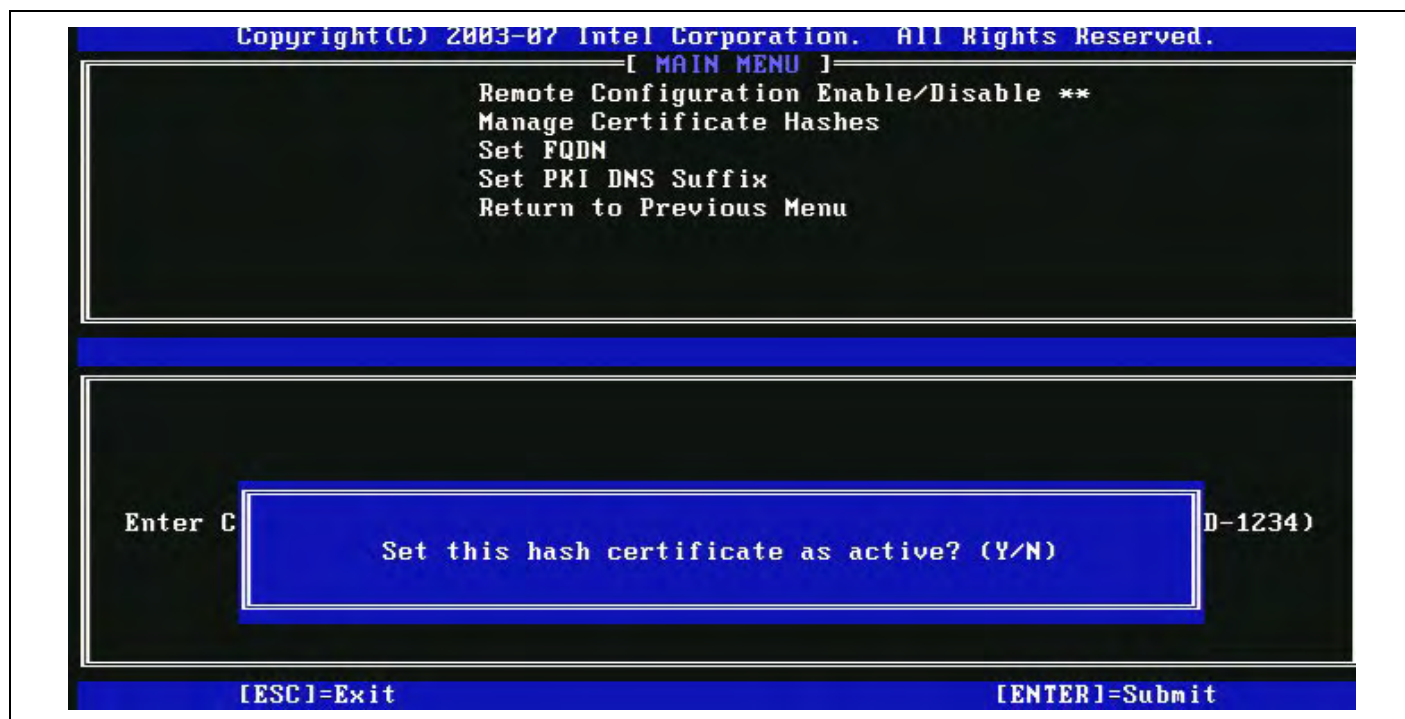 Copyright(C) 2003-07 Intel Corporation. All Rights Reserved.
[ MAIN MENU ]
Remote Configuration Enable/Disable **
Manage Certificate Hashes
Set FQDN
Set PKI DNS Suffix
Return to Previous Menu
Enter C D-1234)
Set this hash certificate as active? (Y/N)
[ESC]=Exit [ENTER]=Submit